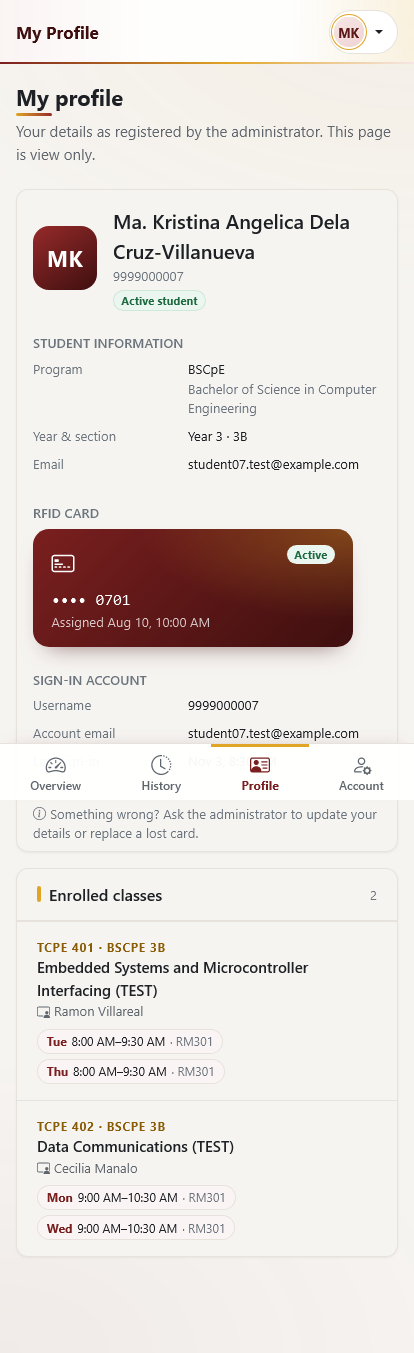 My Profile
MK
My profile
Your details as registered by the administrator. This page
is view only.
MK
Ma. Kristina Angelica Dela
Cruz-Villanueva
9999000007
Active student
STUDENT INFORMATION
Program
BSCpE
Bachelor of Science in Computer
Engineering
Year & section
Year 3 · 3B
Email
student07.test@example.com
RFID CARD
Active
•••• 0701
Assigned Aug 10, 10:00 AM
SIGN-IN ACCOUNT
Username
9999000007
Account email
student07.test@example.com
Overview
History
Profile
Account
Something wrong? Ask the administrator to update your
details or replace a lost card.
Enrolled classes
2
TCPE 401 · BSCPE 3B
Embedded Systems and Microcontroller
Interfacing (TEST)
Ramon Villareal
Tue 8:00 AM–9:30 AM · RM301
Thu 8:00 AM–9:30 AM · RM301
TCPE 402 · BSCPE 3B
Data Communications (TEST)
Cecilia Manalo
Mon 9:00 AM–10:30 AM · RM301
Wed 9:00 AM–10:30 AM · RM301